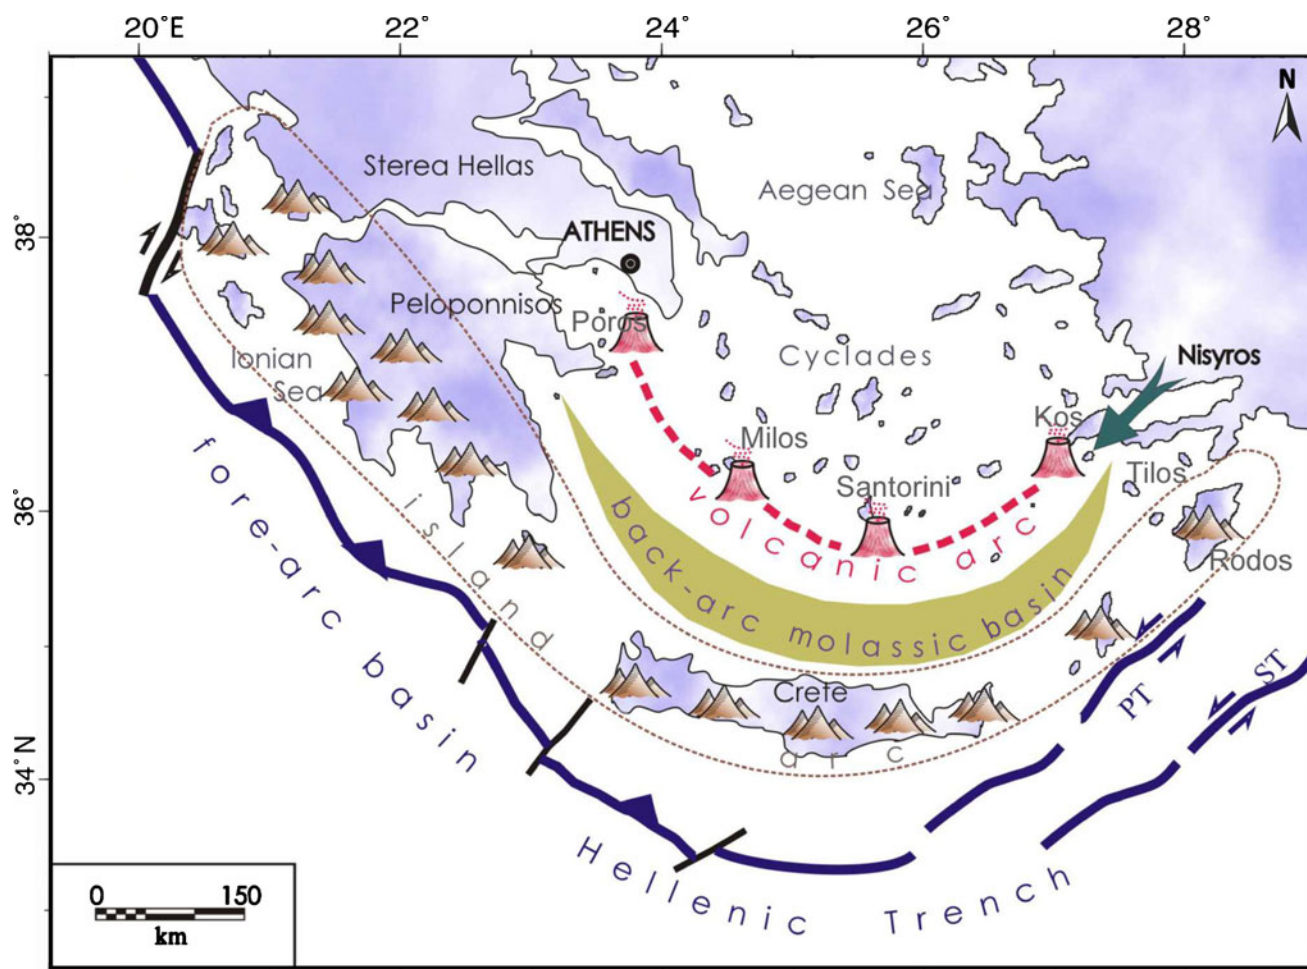 20°E
22°
24°
26°
28°
N
38°
36°
34° N
Sterea Hellas
Aegean Sea
ATHENS
Peloponnisos
Poros
Ionian
Sea
Cyclades
Nisyros
Kos
Milos
Santorini
Tilos
Rodos
volcanic arc
back-arc molassic basin
island arc
fore-arc basin
Crete
PT
ST
Hellenic Trench
0 150
km